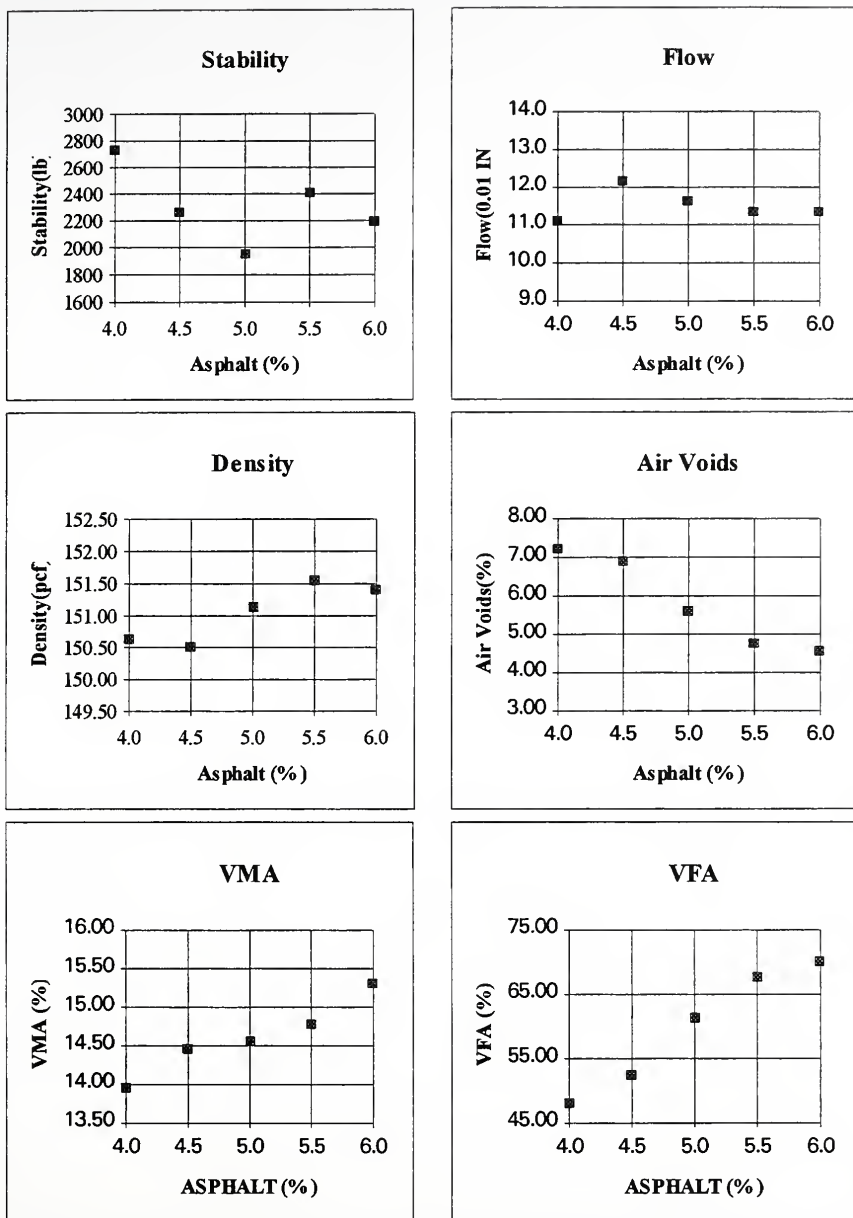 Stability
3000
2800
2600
2400
2200
2000
1800
1600
Stability(lb)
4.0 4.5 5.0 5.5 6.0
Asphalt (%)
Flow
14.0
13.0
12.0
11.0
10.0
9.0
Flow(0.01 IN
4.0 4.5 5.0 5.5 6.0
Asphalt (%)
Density
152.50
152.00
151.50
151.00
150.50
150.00
149.50
Density(pcf)
4.0 4.5 5.0 5.5 6.0
Asphalt (%)
Air Voids
8.00
7.00
6.00
5.00
4.00
3.00
Air Voids(%)
4.0 4.5 5.0 5.5 6.0
Asphalt (%)
VMA
16.00
15.50
15.00
14.50
14.00
13.50
VMA (%)
4.0 4.5 5.0 5.5 6.0
ASPHALT (%)
VFA
75.00
65.00
55.00
45.00
VFA (%)
4.0 4.5 5.0 5.5 6.0
ASPHALT (%)